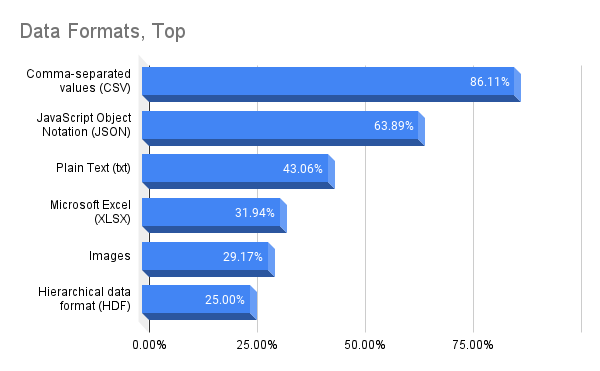 Data Formats, Top
Comma-separated
values (CSV)
86.11%
JavaScript Object
Notation (JSON)
63.89%
Plain Text (txt)
43.06%
Microsoft Excel
(XLSX)
31.94%
Images
29.17%
Hierarchical data
format (HDF)
25.00%
0.00%
25.00%
50.00%
75.00%